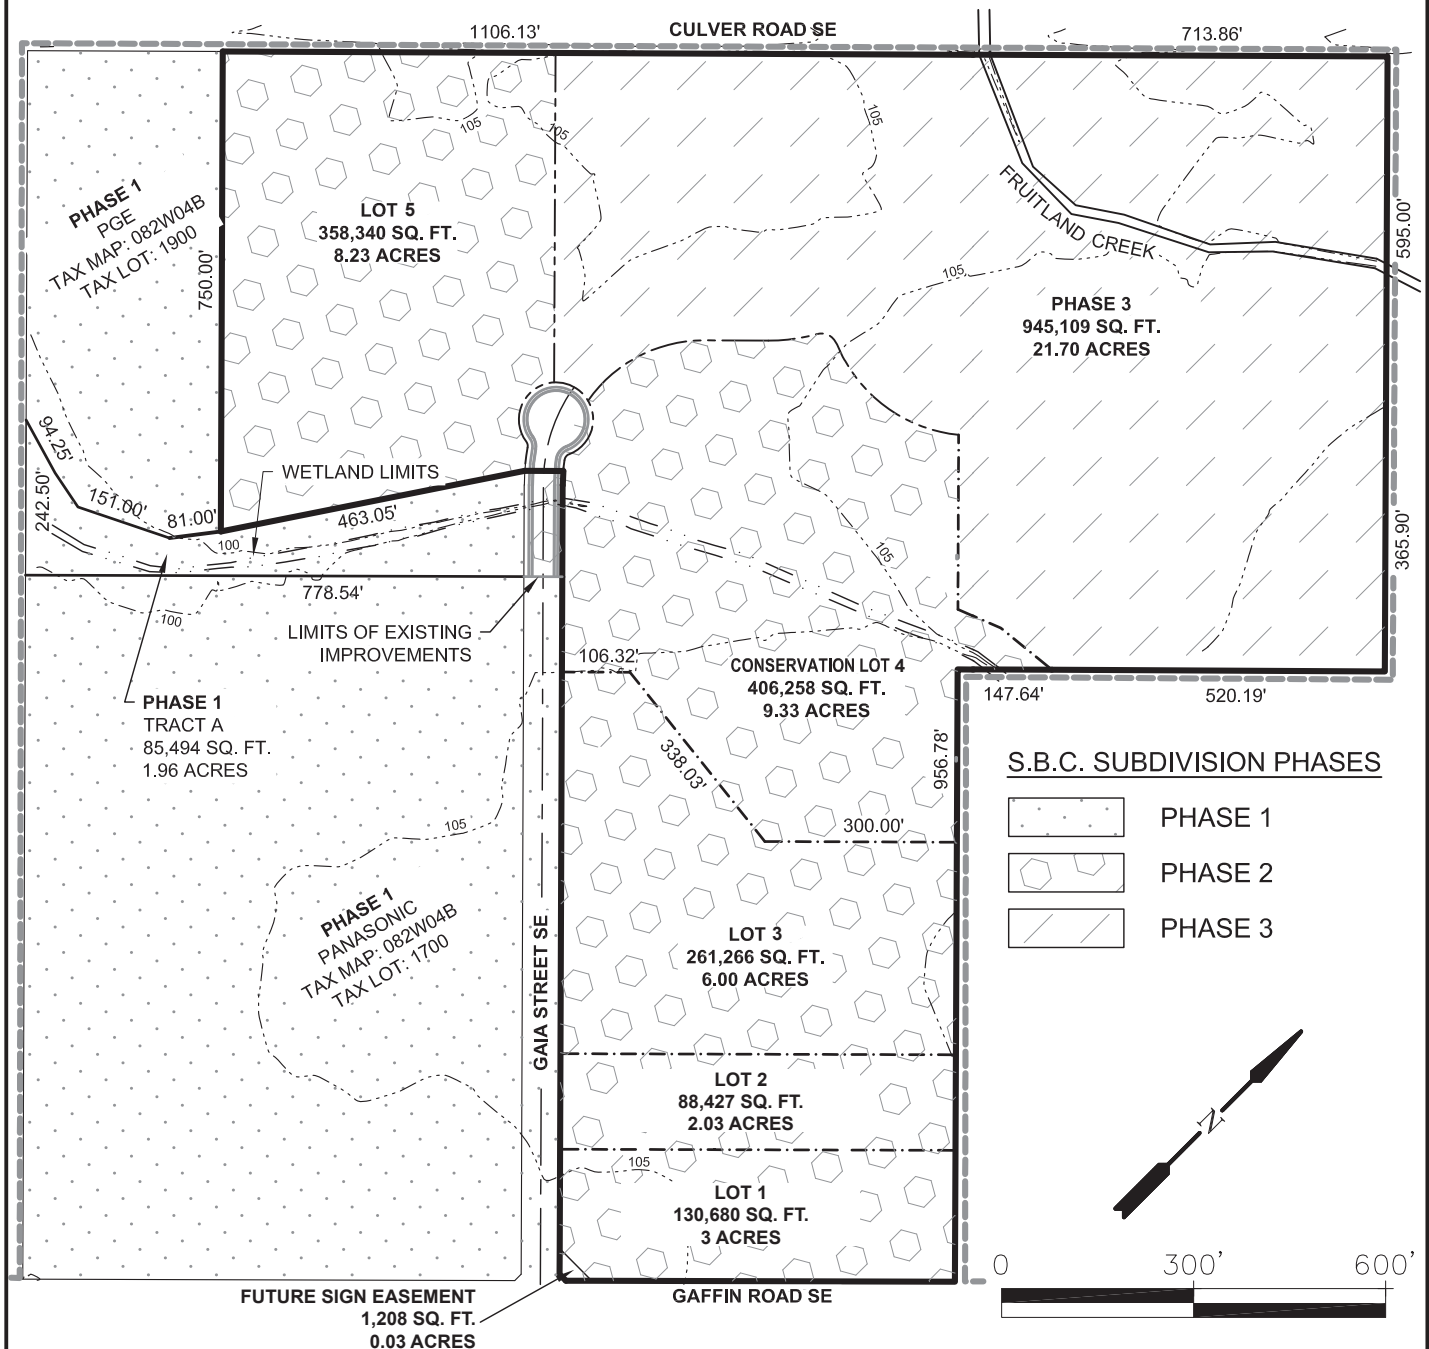 1106.13'
CULVER ROAD SE
713.86'
105
105
105
PHASE 1
PGE
TAX MAP: 082W04B
TAX LOT: 1900
LOT 5
358,340 SQ. FT.
8.23 ACRES
750.00'
FRUITLAND CREEK
595.00'
105
PHASE 3
945,109 SQ. FT.
21.70 ACRES
94.25'
WETLAND LIMITS
242.50'
151.00'
81.00'
463.05'
100
105
365.90'
778.54'
100
LIMITS OF EXISTING
IMPROVEMENTS
106.32'
CONSERVATION LOT 4
406,258 SQ. FT.
9.33 ACRES
147.64'
520.19'
PHASE 1
TRACT A
85,494 SQ. FT.
1.96 ACRES
338.03'
956.78'
S.B.C. SUBDIVISION PHASES
PHASE 1
PHASE 2
PHASE 3
105
300.00'
PHASE 1
PANASONIC
TAX MAP: 082W04B
TAX LOT: 1700
GAIA STREET SE
LOT 3
261,266 SQ. FT.
6.00 ACRES
LOT 2
88,427 SQ. FT.
2.03 ACRES
N
105
LOT 1
130,680 SQ. FT.
3 ACRES
0 300' 600'
FUTURE SIGN EASEMENT
1,208 SQ. FT.
0.03 ACRES
GAFFIN ROAD SE